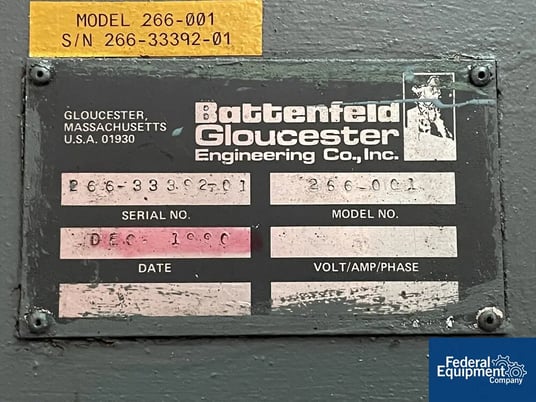 MODEL 266-001
S/N 266-33392-01
GLOUCESTER,
MASSACHUSETTS
U.S.A. 01930
Battenfeld
Gloucester
Engineering Co., Inc.
266-33392-01
266-001
SERIAL NO.
MODEL NO.
DEC 1990
DATE
VOLT/AMP/PHASE
Federal
Equipment
Company